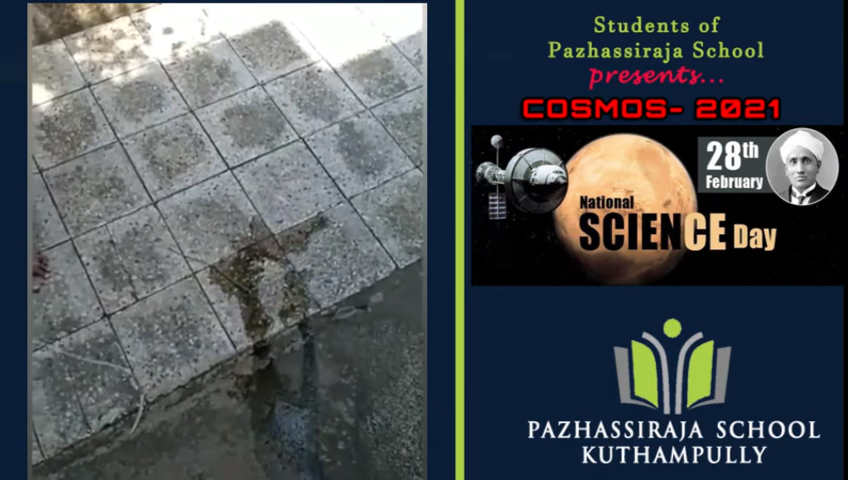 Students of
Pazhassiraja School
presents...
COSMOS- 2021
28th
February
National
SCIENCE Day
PAZHASSIRAJA SCHOOL
KUTHAMPULLY